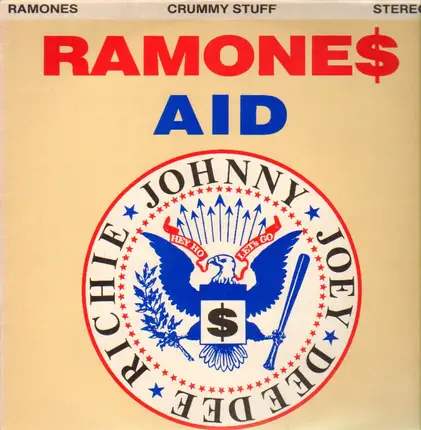 RAMONES CRUMMY STUFF STEREO
RAMONE$
AID
JOHNNY
JOEY
DEE DEE
RICHIE
HEY HO LET'S GO
$